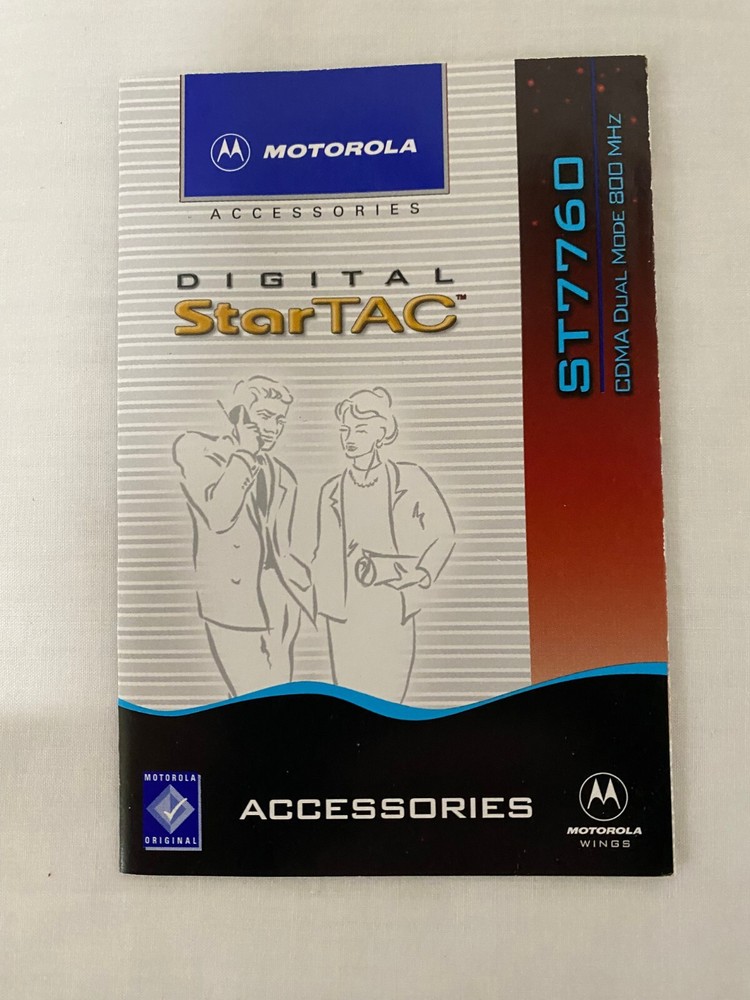 MOTOROLA
ACCESSORIES
DIGITAL
StarTAC™
ST7760
CDMA DUAL MODE 800 MHZ
MOTOROLA
ORIGINAL
ACCESSORIES
MOTOROLA
WINGS